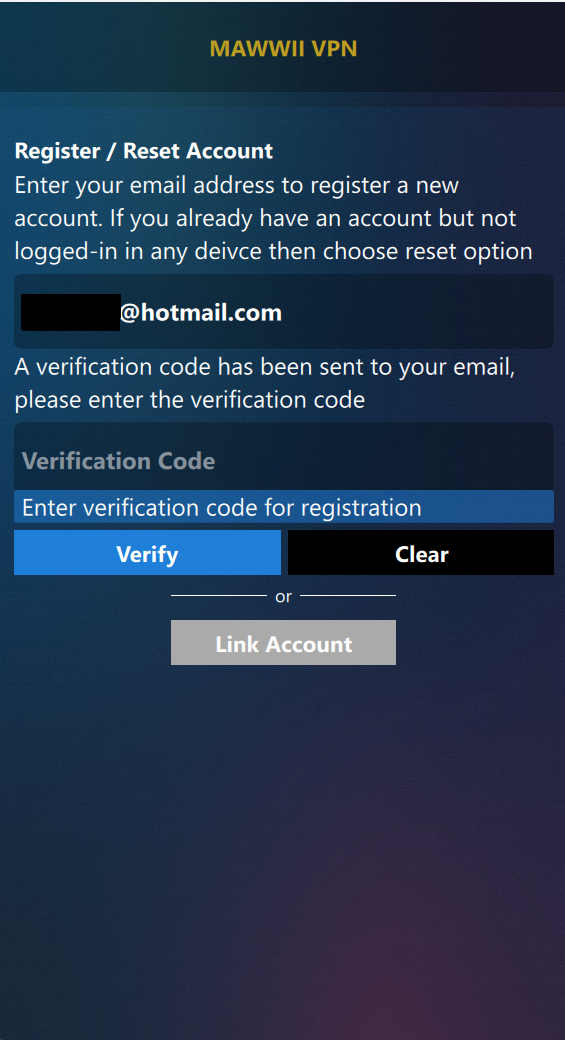 MAWWII VPN
Register / Reset Account
Enter your email address to register a new
account. If you already have an account but not
logged-in in any deivce then choose reset option
@hotmail.com
A verification code has been sent to your email,
please enter the verification code
Verification Code
Enter verification code for registration
Verify
Clear
or
Link Account